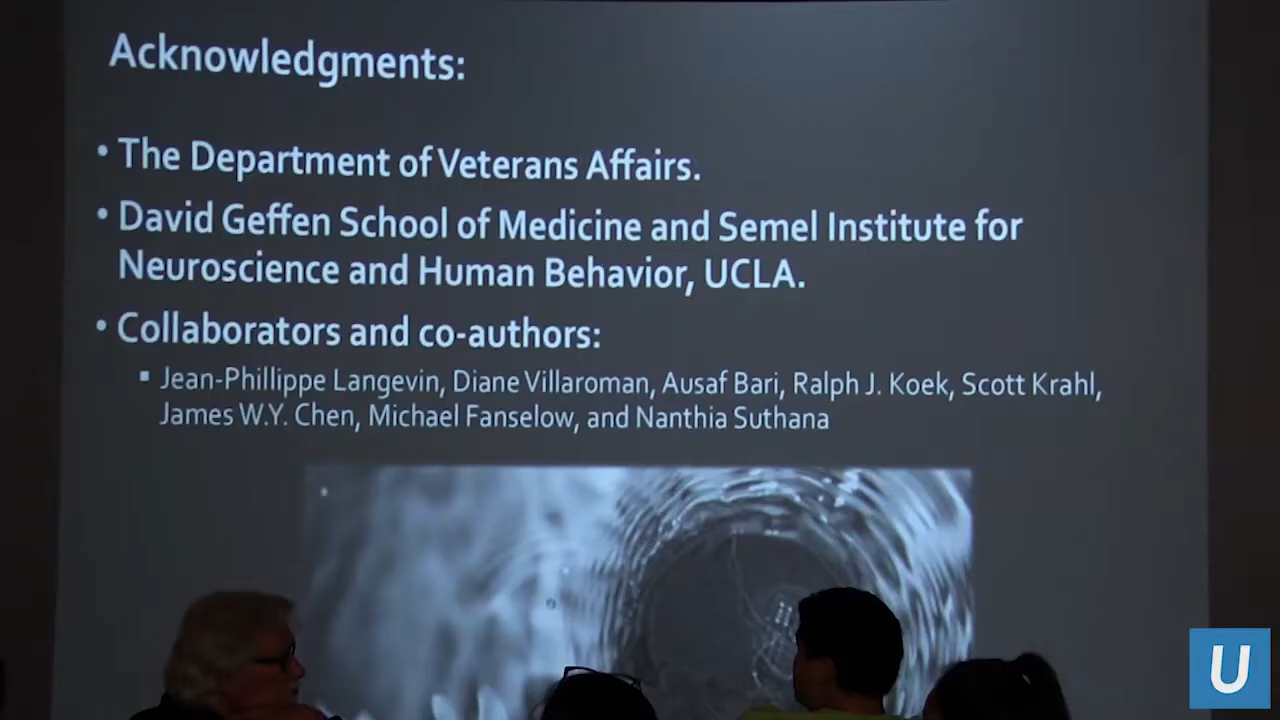 Acknowledgments:
• The Department of Veterans Affairs.
• David Geffen School of Medicine and Semel Institute for
Neuroscience and Human Behavior, UCLA.
• Collaborators and co-authors:
▪ Jean-Phillippe Langevin, Diane Villaroman, Ausaf Bari, Ralph J. Koek, Scott Krahl,
James W.Y. Chen, Michael Fanselow, and Nanthia Suthana
U